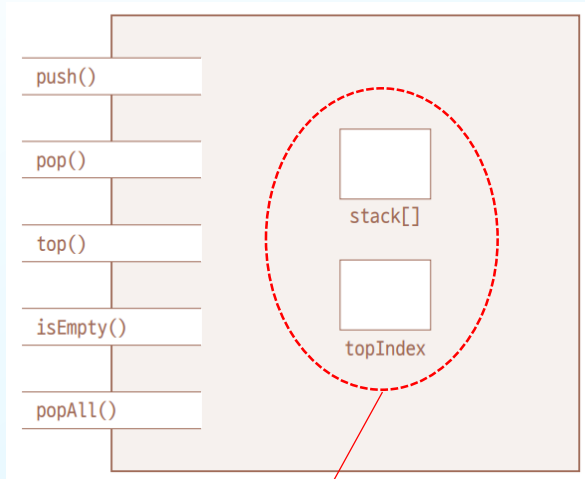 push()
pop()
top()
isEmpty()
popAll()
stack[]
topIndex